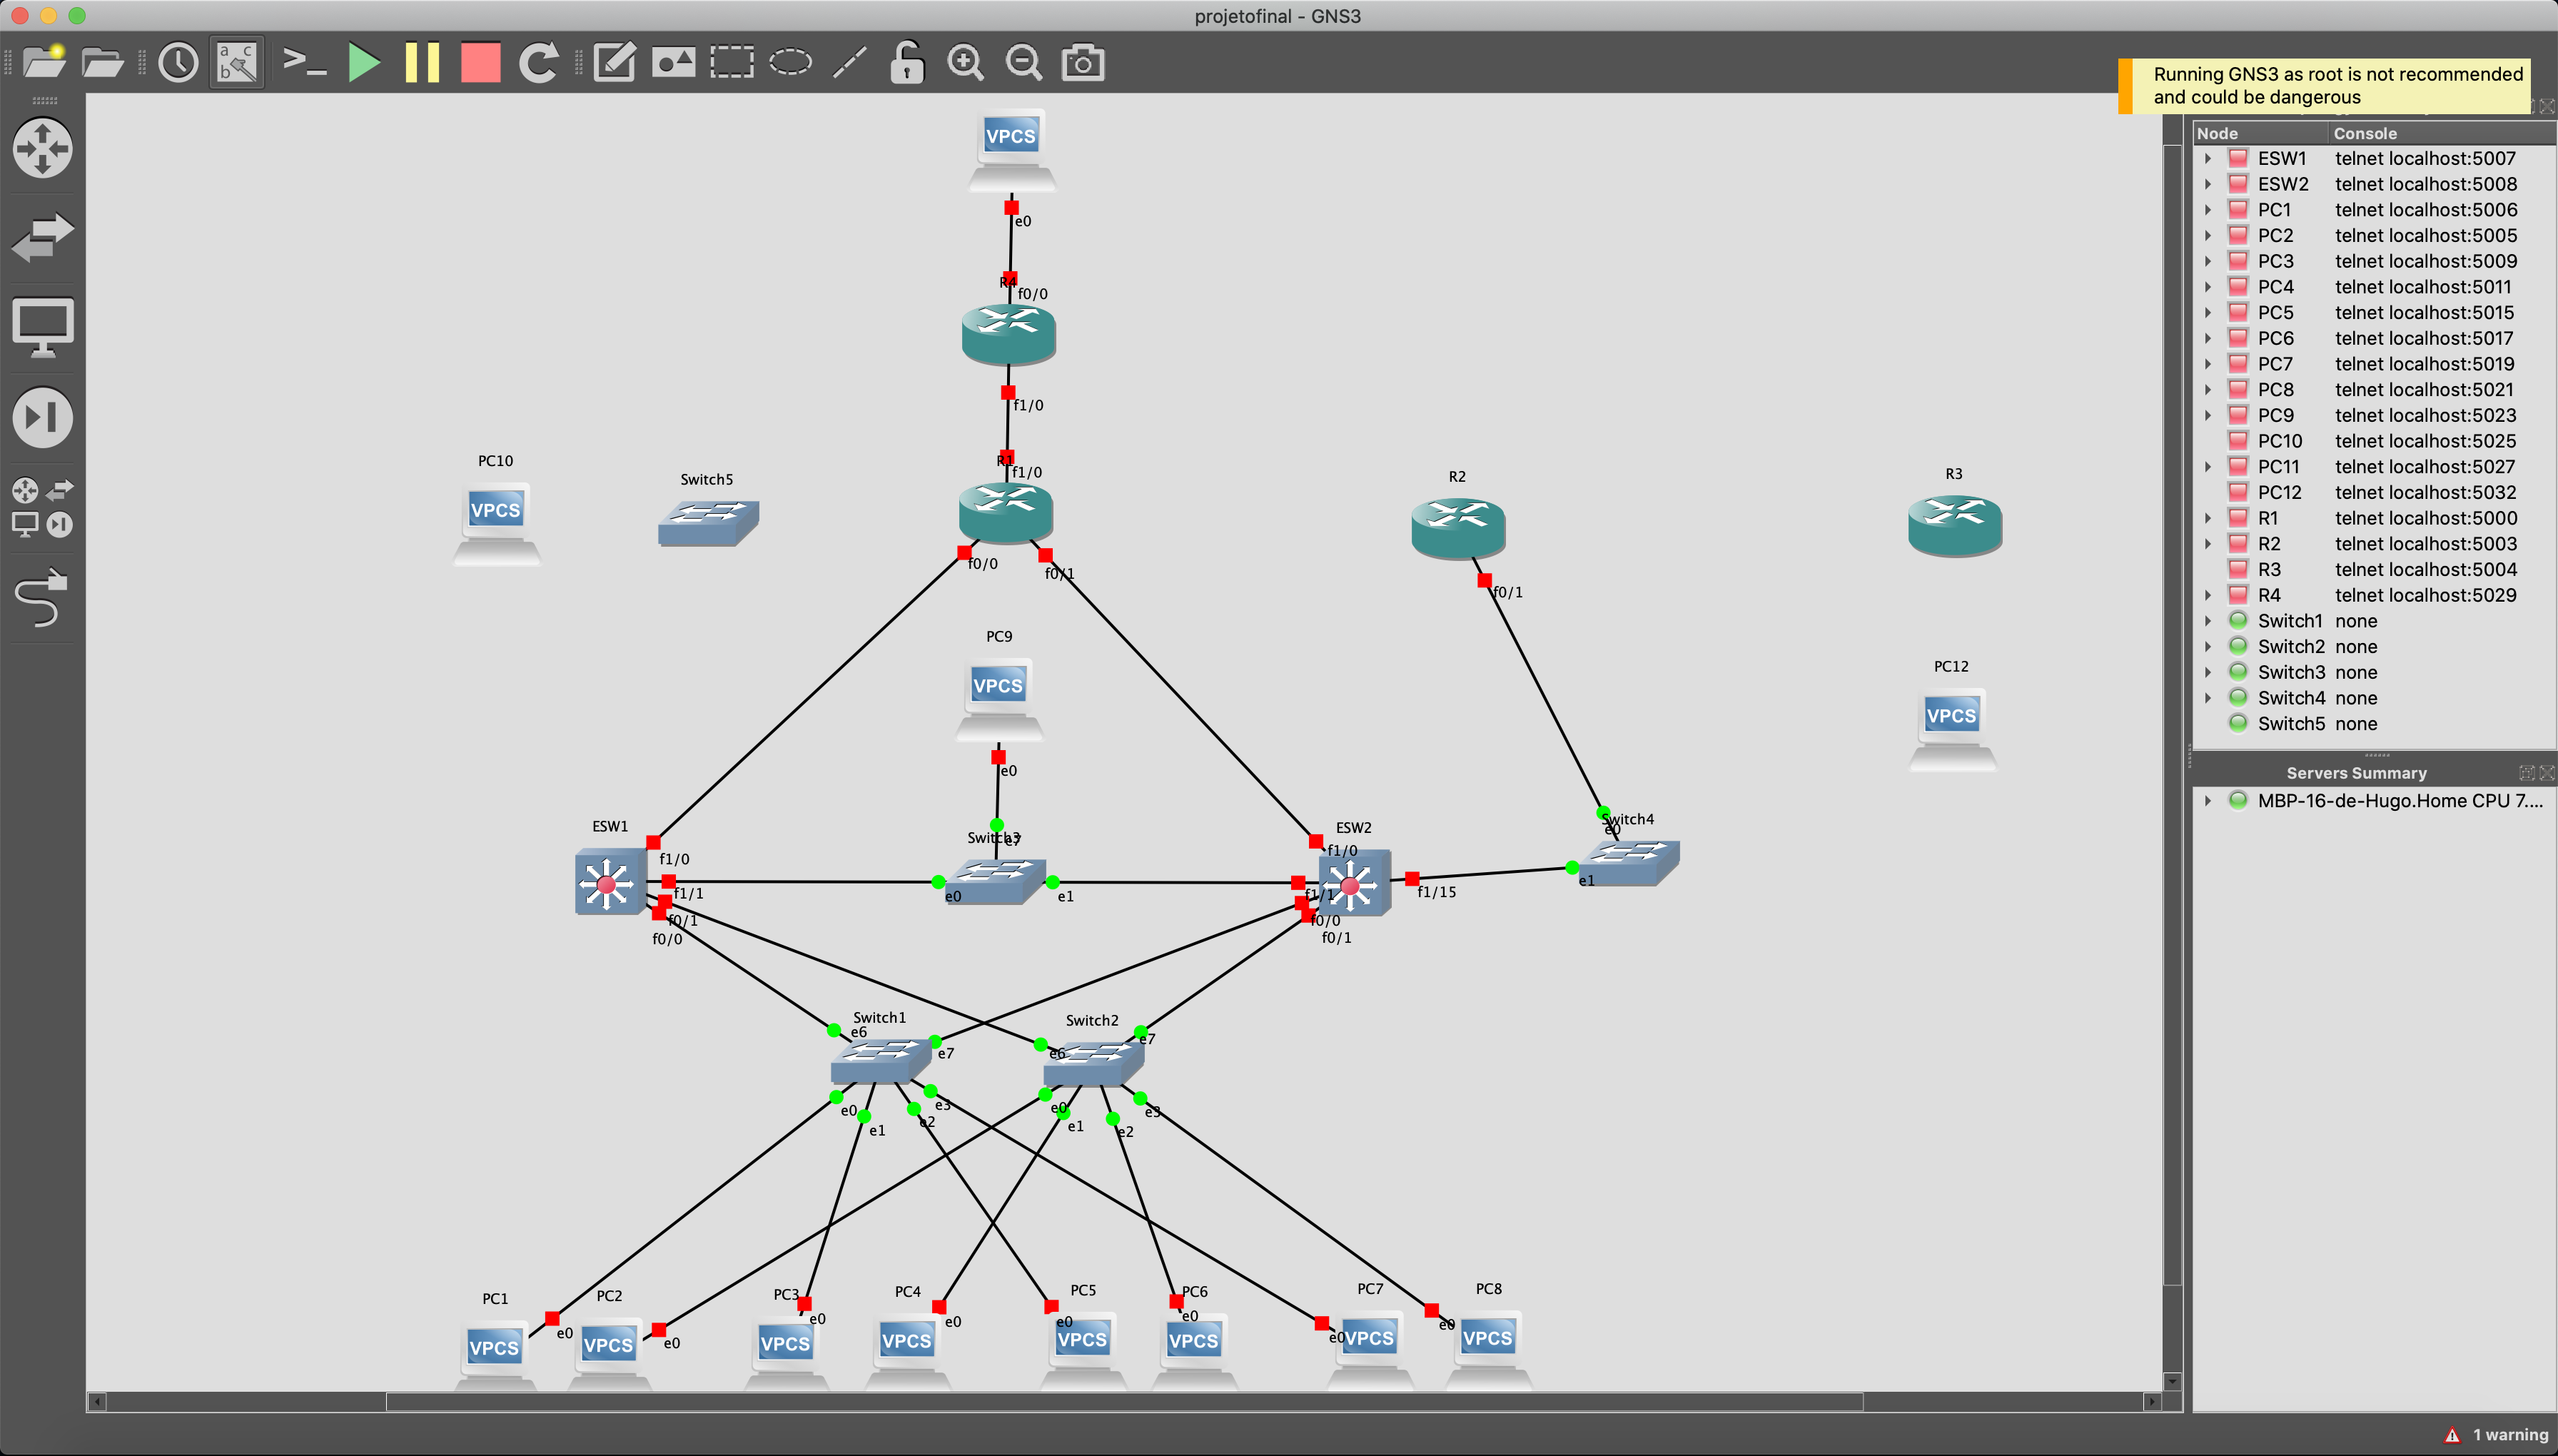 projetofinal - GNS3
Running GNS3 as root is not recommended
and could be dangerous
Node Console
ESW1 telnet localhost:5007
ESW2 telnet localhost:5008
PC1 telnet localhost:5006
PC2 telnet localhost:5005
PC3 telnet localhost:5009
PC4 telnet localhost:5011
PC5 telnet localhost:5015
PC6 telnet localhost:5017
PC7 telnet localhost:5019
PC8 telnet localhost:5021
PC9 telnet localhost:5023
PC10 telnet localhost:5025
PC11 telnet localhost:5027
PC12 telnet localhost:5032
R1 telnet localhost:5000
R2 telnet localhost:5003
R3 telnet localhost:5004
R4 telnet localhost:5029
Switch1 none
Switch2 none
Switch3 none
Switch4 none
Switch5 none
Servers Summary
MBP-16-de-Hugo.Home CPU 7....
1 warning
VPCS
e0
R4
f0/0
f1/0
R1
f1/0
PC10
VPCS
Switch5
f0/0
f0/1
R2
f0/1
R3
PC9
VPCS
e0
PC12
VPCS
Switch3
e7
ESW1
f1/0
f1/1
f0/1
f0/0
e0
e1
ESW2
f1/0
f1/1
f0/0
f0/1
f1/15
Switch4
e0
e1
Switch1
e6
e7
e0
e1
e2
e3
Switch2
e6
e7
e0
e1
e2
e3
PC1
e0
VPCS
PC2
e0
VPCS
PC3
e0
VPCS
PC4
e0
VPCS
PC5
e0
VPCS
PC6
e0
VPCS
PC7
e0
VPCS
PC8
e0
VPCS